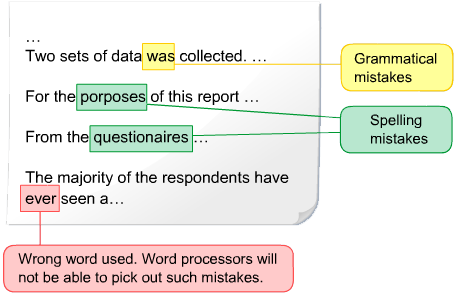 ...
Two sets of data was collected. ...
Grammatical
mistakes
For the porposes of this report ...
Spelling
mistakes
From the questionaires ...
The majority of the respondents have
ever seen a...
Wrong word used. Word processors will
not be able to pick out such mistakes.